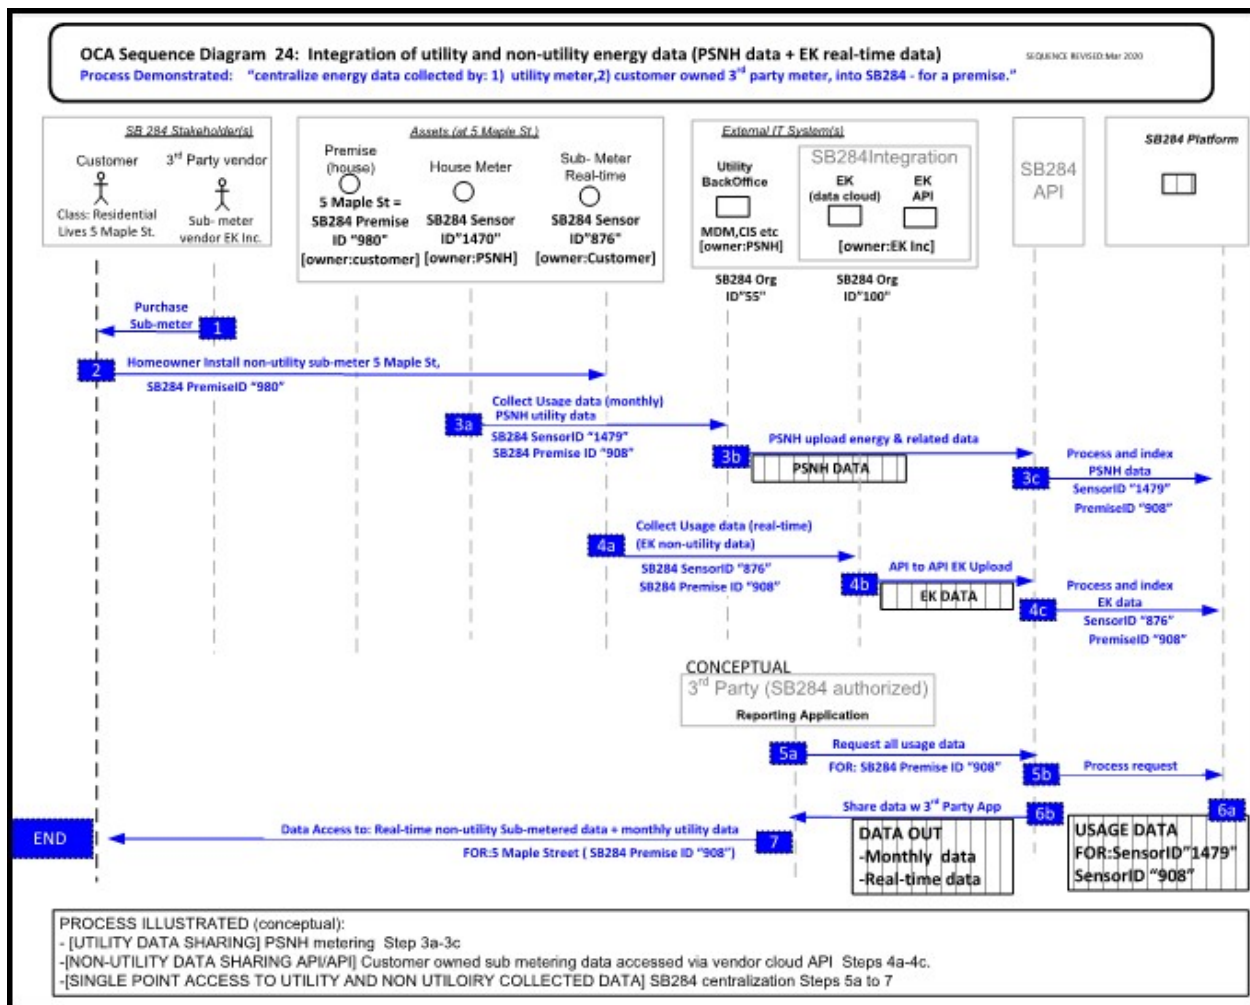 OCA Sequence Diagram 24: Integration of utility and non-utility energy data (PSNH data + EK real-time data)
SEQUENCE REVISED:Mar 2020
Process Demonstrated: "centralize energy data collected by: 1) utility meter,2) customer owned 3rd party meter, into SB284 - for a premise."
SB 284 Stakeholder(s)
Customer
Class: Residential
Lives 5 Maple St.
3rd Party vendor
Sub- meter
vendor EK Inc.
Assets (at 5 Maple St.)
Premise
(house)
5 Maple St =
SB284 Premise
ID "980"
[owner:customer]
House Meter
SB284 Sensor
ID"1470"
[owner:PSNH]
Sub- Meter
Real-time
SB284 Sensor
ID"876"
[owner:Customer]
External IT System(s)
Utility
BackOffice
MDM,CIS etc
[owner:PSNH]
SB284Integration
EK
(data cloud)
EK
API
[owner:EK Inc]
SB284 Org
ID"55"
SB284 Org
ID"100"
SB284
API
SB284 Platform
Purchase
Sub-meter
1
2
Homeowner Install non-utility sub-meter 5 Maple St,
SB284 PremiseID "980"
3a
Collect Usage data (monthly)
PSNH utility data
SB284 SensorID "1479"
SB284 Premise ID "908"
3b
PSNH upload energy & related data
PSNH DATA
3c
Process and index
PSNH data
SensorID "1479"
PremiseID "908"
4a
Collect Usage data (real-time)
(EK non-utility data)
SB284 SensorID "876"
SB284 Premise ID "908"
4b
API to API EK Upload
EK DATA
4c
Process and index
EK data
SensorID "876"
PremiseID "908"
CONCEPTUAL
3rd Party (SB284 authorized)
Reporting Application
5a
Request all usage data
FOR: SB284 Premise ID "908"
5b
Process request
6a
USAGE DATA
FOR:SensorID"1479"
SensorID "908"
6b
Share data w 3rd Party App
DATA OUT
-Monthly data
-Real-time data
7
Data Access to: Real-time non-utility Sub-metered data + monthly utility data
FOR:5 Maple Street ( SB284 Premise ID "908")
END
PROCESS ILLUSTRATED (conceptual):
- [UTILITY DATA SHARING] PSNH metering Step 3a-3c
-[NON-UTILITY DATA SHARING API/API] Customer owned sub metering data accessed via vendor cloud API Steps 4a-4c.
-[SINGLE POINT ACCESS TO UTILITY AND NON UTILOIRY COLLECTED DATA] SB284 centralization Steps 5a to 7